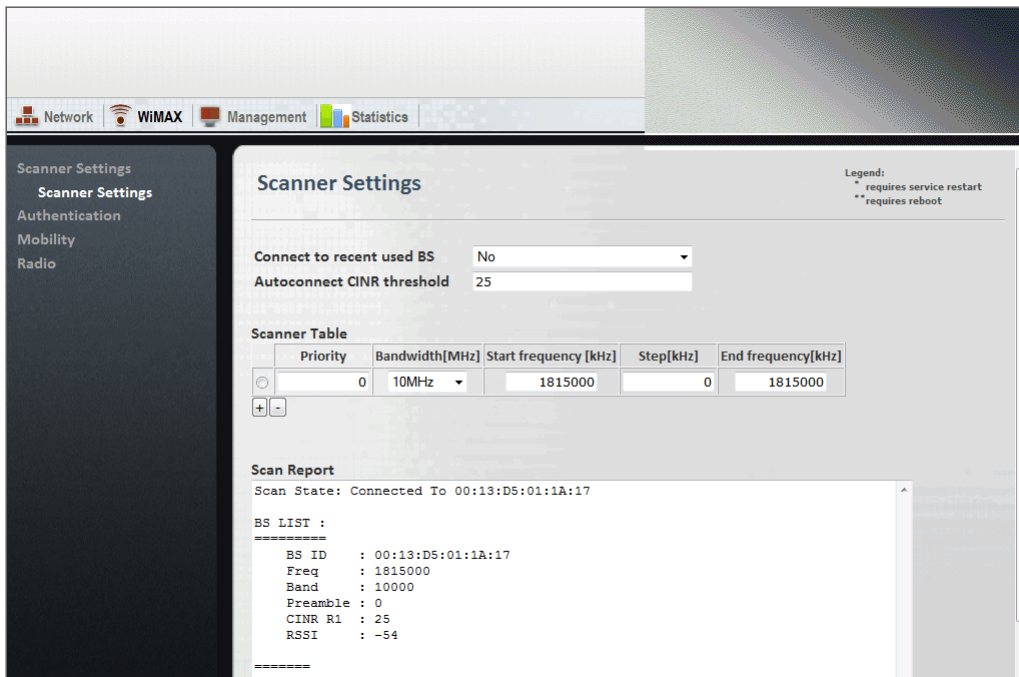 Network WiMAX Management Statistics
Scanner Settings
Scanner Settings
Authentication
Mobility
Radio
Scanner Settings
Legend:
* requires service restart
**requires reboot
Connect to recent used BS No
Autoconnect CINR threshold 25
Scanner Table
Priority Bandwidth[MHz] Start frequency [kHz] Step[kHz] End frequency[kHz]
0 10MHz 1815000 0 1815000
+ -
Scan Report
Scan State: Connected To 00:13:D5:01:1A:17
BS LIST :
=========
BS ID : 00:13:D5:01:1A:17
Freq : 1815000
Band : 10000
Preamble : 0
CINR R1 : 25
RSSI : -54
=======